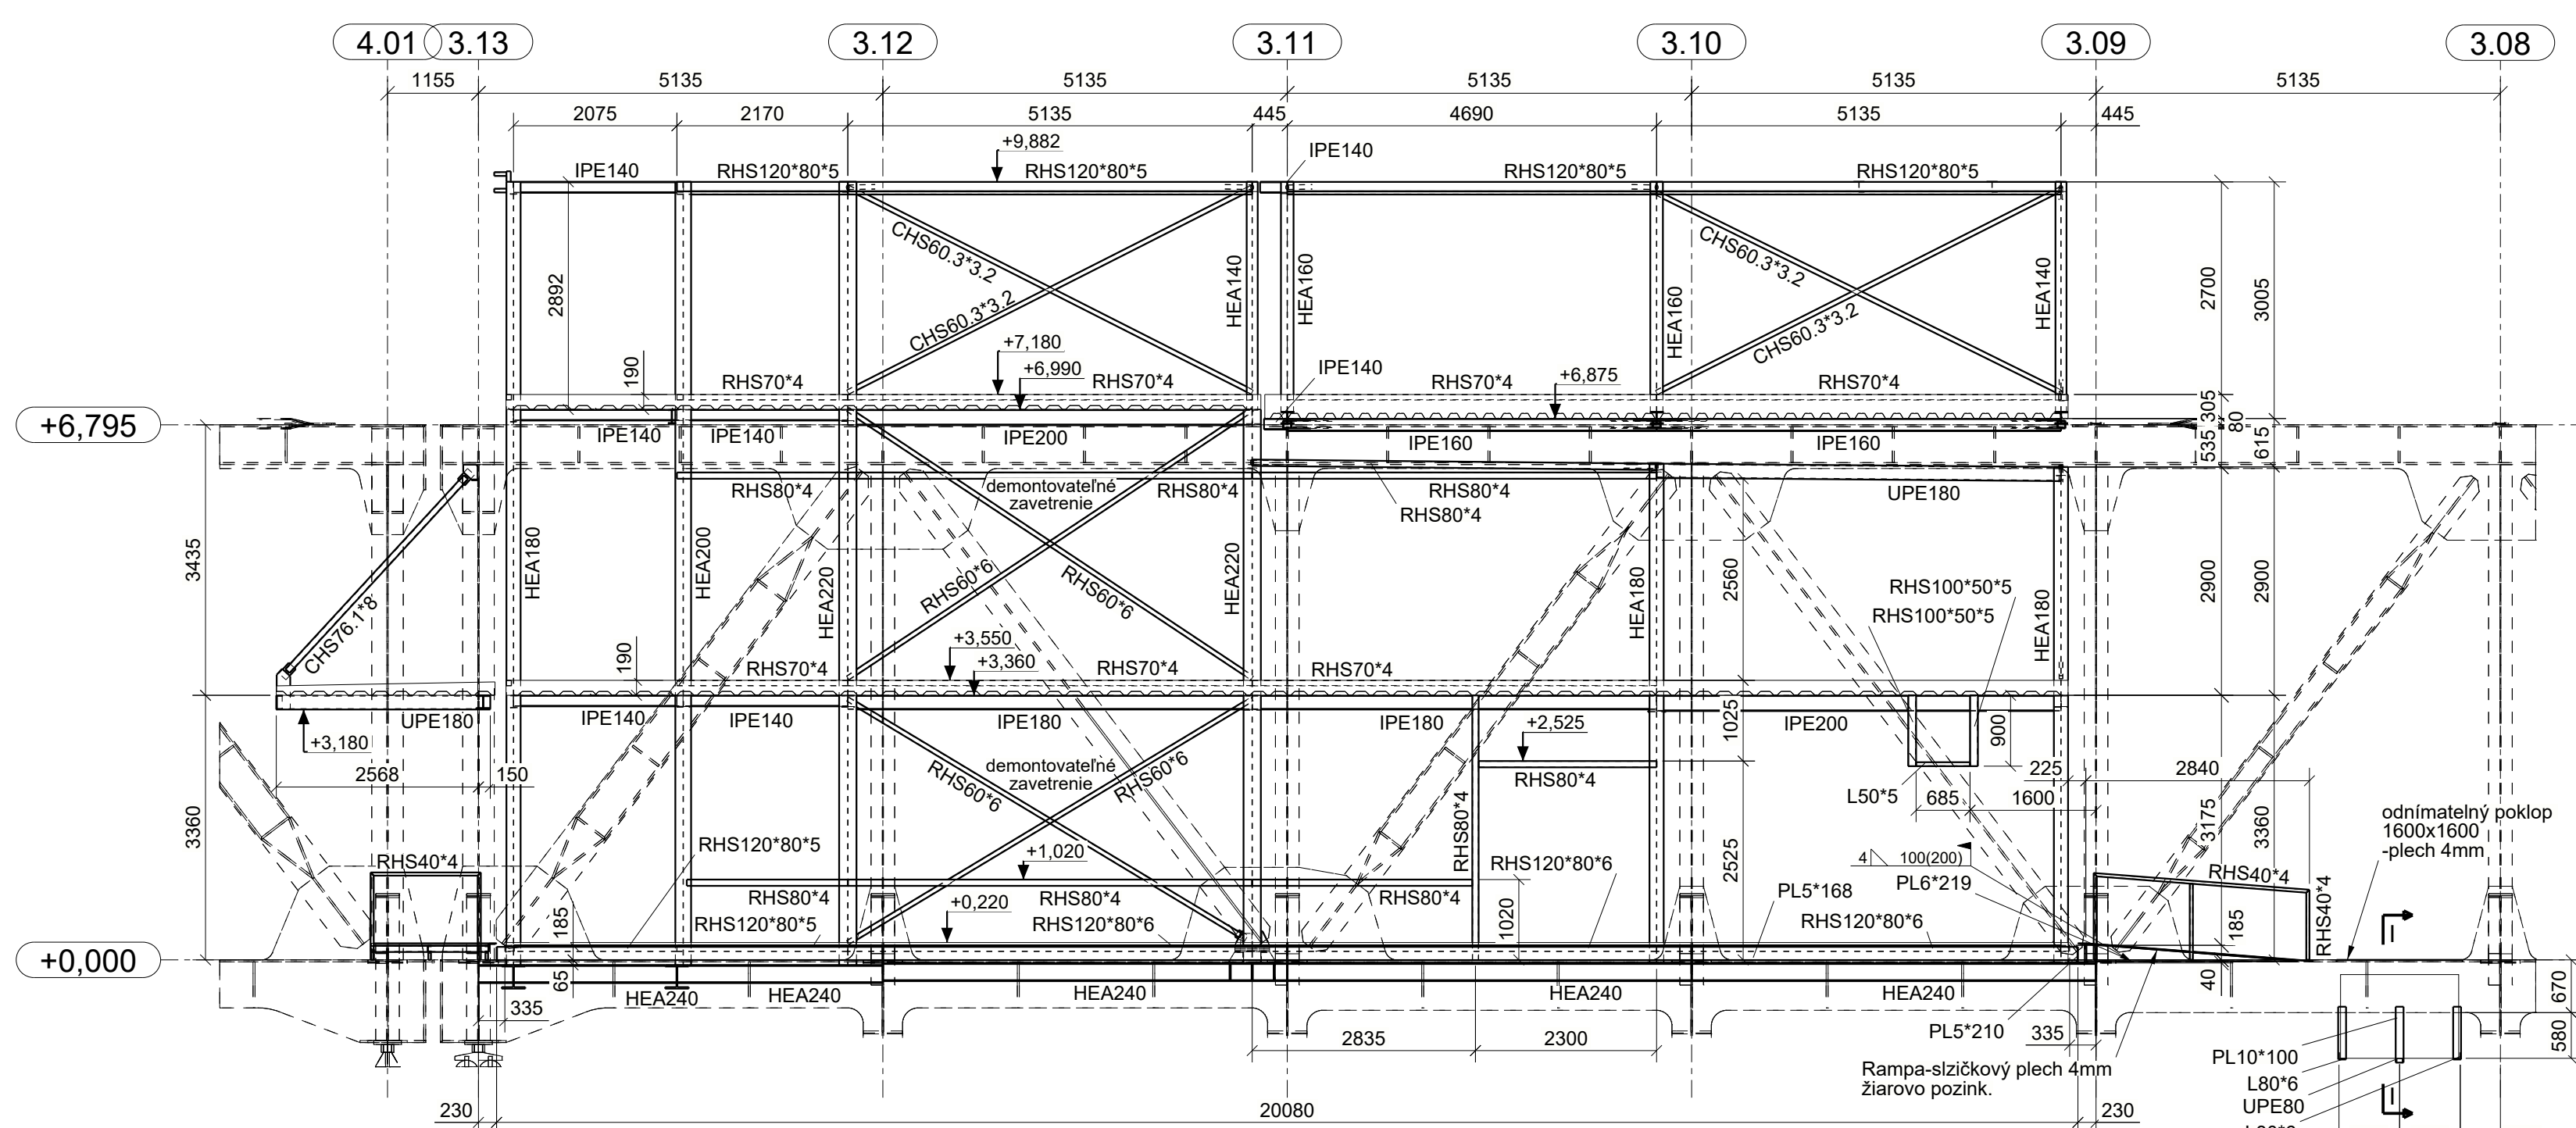 4.01
3.13
3.12
3.11
3.10
3.09
3.08
1155
5135
5135
5135
5135
5135
2075
2170
5135
445
4690
5135
445
+9,882
IPE140
IPE140
RHS120*80*5
RHS120*80*5
RHS120*80*5
RHS120*80*5
2892
CHS60.3*3.2
CHS60.3*3.2
HEA140
HEA160
HEA160
CHS60.3*3.2
CHS60.3*3.2
HEA140
2700
3005
190
+7,180
+6,990
RHS70*4
RHS70*4
IPE140
RHS70*4
+6,875
RHS70*4
305
80
+6,795
IPE140
IPE140
IPE200
IPE160
IPE160
535
615
RHS80*4
demontovateľné
zavetrenie
RHS80*4
RHS80*4
RHS80*4
UPE180
3435
CHS76.1*8
HEA180
HEA200
HEA220
RHS60*6
RHS60*6
HEA220
HEA180
2560
RHS100*50*5
RHS100*50*5
HEA180
2900
2900
190
+3,550
+3,360
RHS70*4
RHS70*4
RHS70*4
UPE180
+3,180
IPE140
IPE140
IPE180
IPE180
+2,525
1025
IPE200
900
2568
150
RHS60*6
demontovateľné
zavetrenie
RHS60*6
RHS80*4
225
2840
L50*5
685
1600
3360
RHS80*4
2525
3175
3360
odnímatelný poklop
1600x1600
-plech 4mm
RHS40*4
RHS120*80*5
+1,020
RHS120*80*6
4
100(200)
PL5*168
PL6*219
RHS40*4
RHS40*4
RHS80*4
RHS80*4
RHS80*4
+0,220
185
RHS120*80*5
RHS120*80*6
1020
RHS120*80*6
185
I
+0,000
65
HEA240
HEA240
HEA240
HEA240
HEA240
40
670
335
2835
2300
PL5*210
335
580
Rampa-slzičkový plech 4mm
žiarovo pozink.
PL10*100
L80*6
UPE80
I
230
20080
230